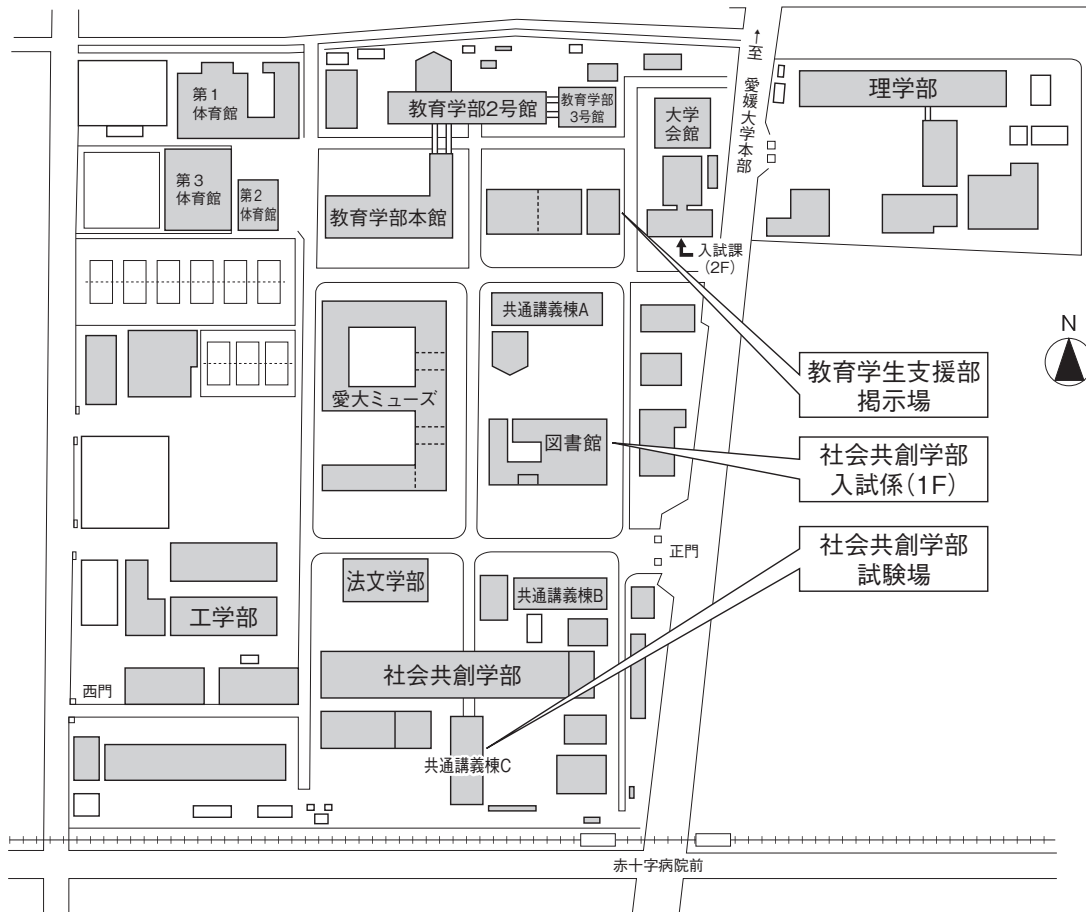 →至 愛媛大学本部
第1
体育館
教育学部2号館
教育学部
3号館
大学
会館
理学部
第3
体育館
第2
体育館
教育学部本館
入試課
(2F)
共通講義棟A
N
教育学生支援部
掲示場
愛大ミューズ
図書館
社会共創学部
入試係(1F)
正門
社会共創学部
試験場
法文学部
共通講義棟B
工学部
社会共創学部
西門
共通講義棟C
赤十字病院前